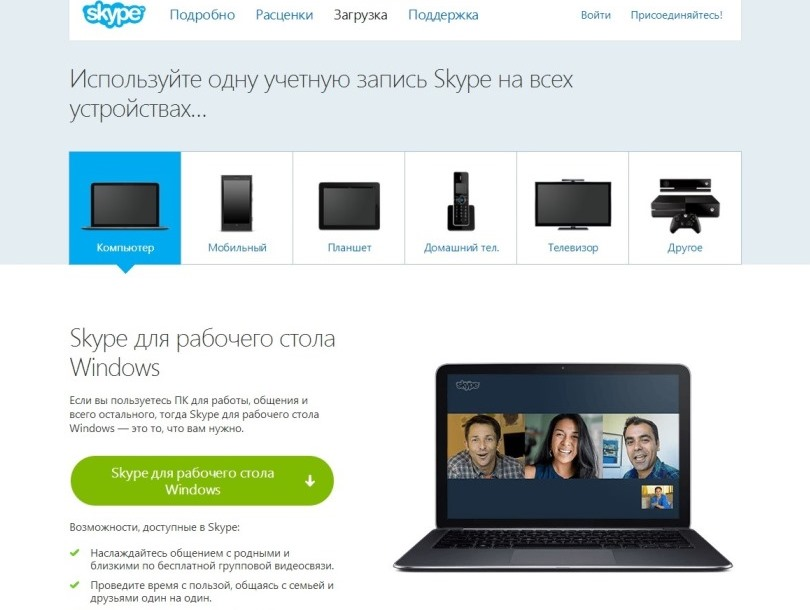 skype
Подробно Расценки Загрузка Поддержка Войти Присоединяйтесь!
Используйте одну учетную запись Skype на всех
устройствах...
Компьютер Мобильный Планшет Домашний тел. Телевизор Другое
Skype для рабочего стола
Windows
Если вы пользуетесь ПК для работы, общения и
всего остального, тогда Skype для рабочего стола
Windows — это то, что вам нужно.
skype
Skype для рабочего стола
Windows
Возможности, доступные в Skype:
Наслаждайтесь общением с родными и
близкими по бесплатной групповой видеосвязи.
Проведите время с пользой, общаясь с семьей и
друзьями один на один.